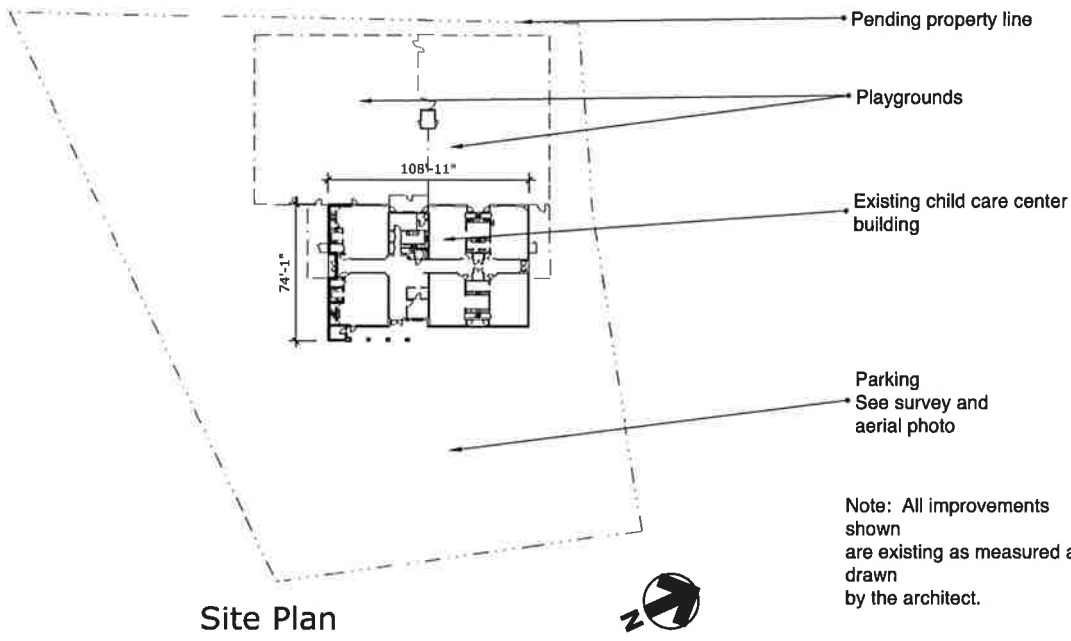 Pending property line
Playgrounds
108'-11"
Existing child care center
building
74'-1"
Parking
See survey and
aerial photo
Note: All improvements
shown
are existing as measured a
drawn
by the architect.
Site Plan
N